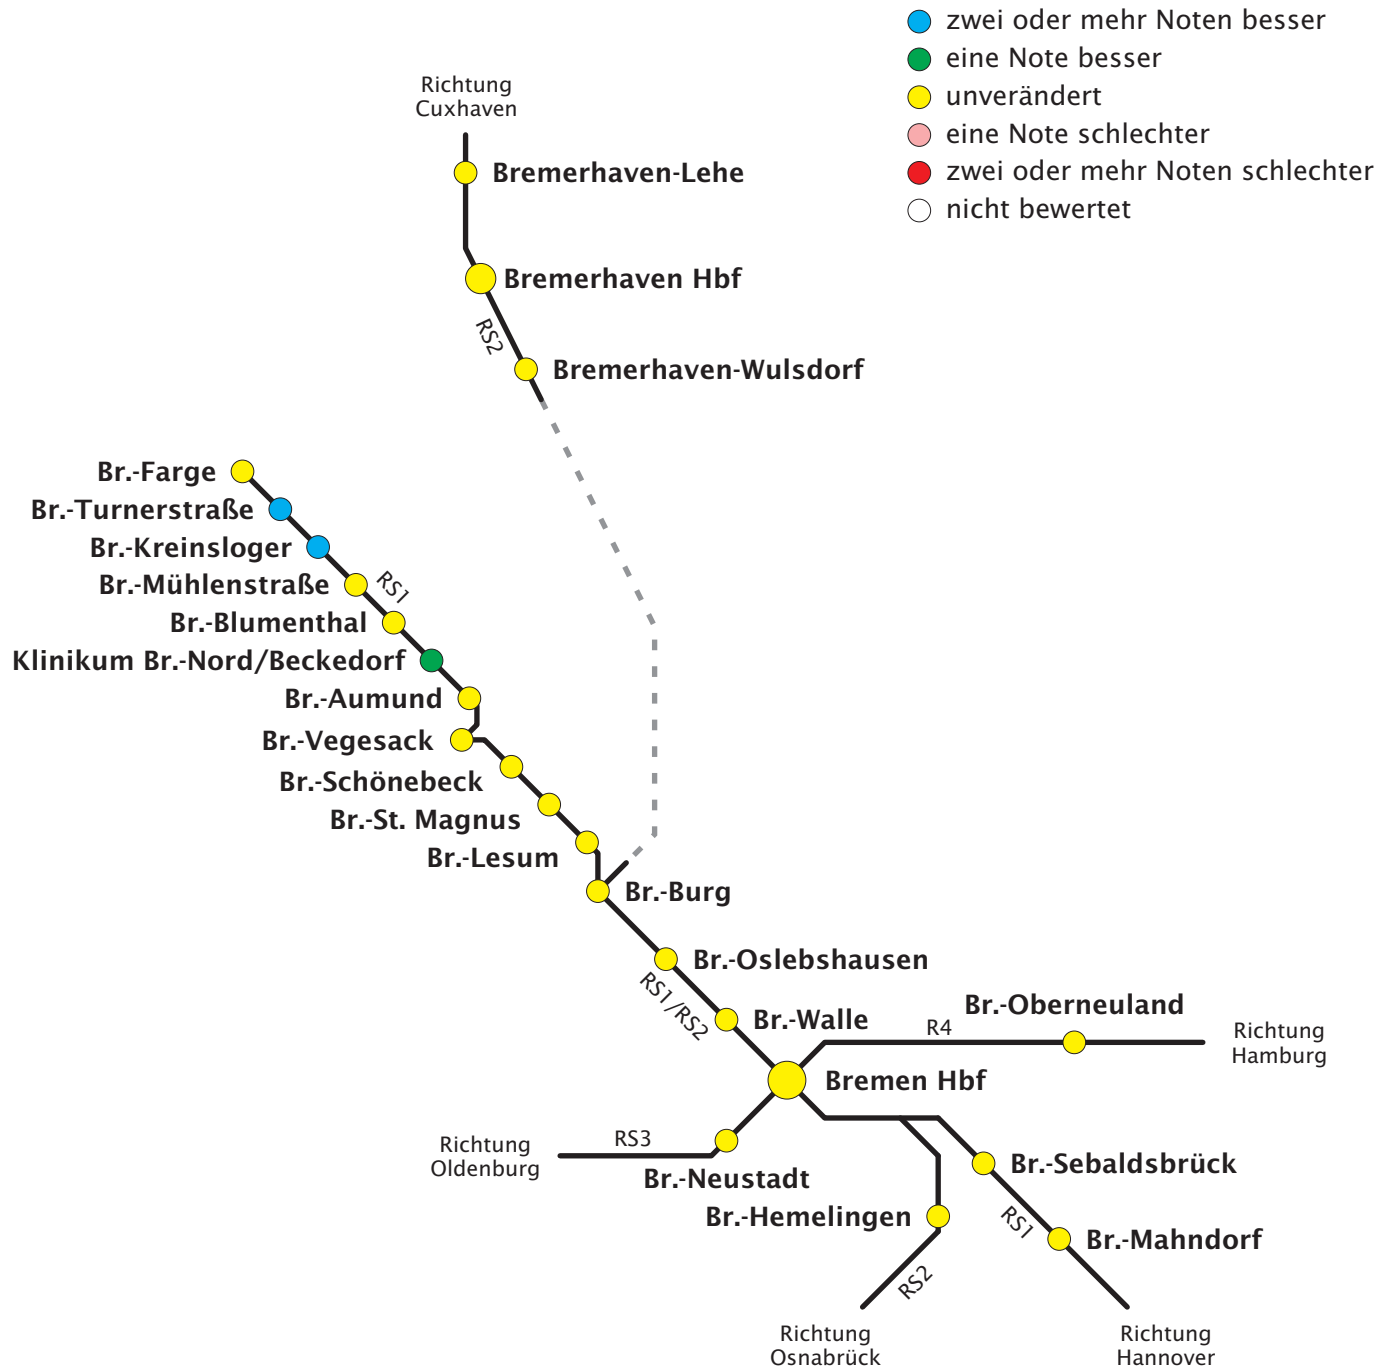 zwei oder mehr Noten besser
eine Note besser
unverändert
eine Note schlechter
zwei oder mehr Noten schlechter
nicht bewertet
Richtung
Cuxhaven
Bremerhaven-Lehe
Bremerhaven Hbf
RS2
Bremerhaven-Wulsdorf
Br.-Farge
Br.-Turnerstraße
Br.-Kreinsloger
Br.-Mühlenstraße
RS1
Br.-Blumenthal
Klinikum Br.-Nord/Beckedorf
Br.-Aumund
Br.-Vegesack
Br.-Schönebeck
Br.-St. Magnus
Br.-Lesum
Br.-Burg
Br.-Oslebshausen
RS1/RS2
Br.-Walle
Br.-Oberneuland
R4
Richtung
Hamburg
Bremen Hbf
RS3
Richtung
Oldenburg
Br.-Neustadt
Br.-Sebaldsbrück
Br.-Hemelingen
RS1
Br.-Mahndorf
RS2
Richtung
Osnabrück
Richtung
Hannover